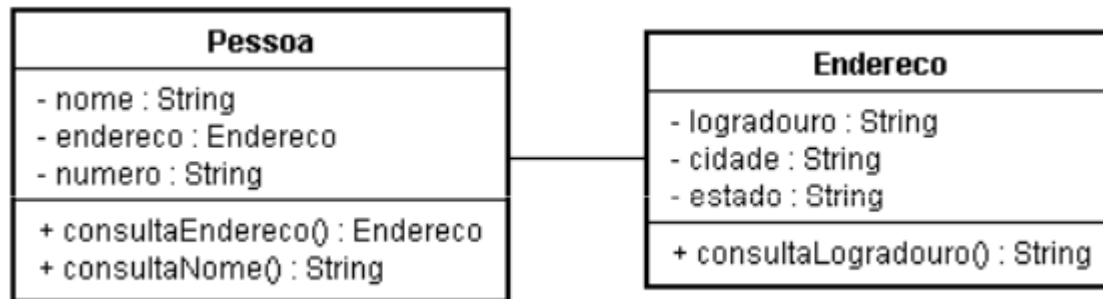 Pessoa
- nome : String
- endereco : Endereco
- numero : String
+ consultaEndereco() : Endereco
+ consultaNome() : String
Endereco
- logradouro : String
- cidade : String
- estado : String
+ consultaLogradouro() : String